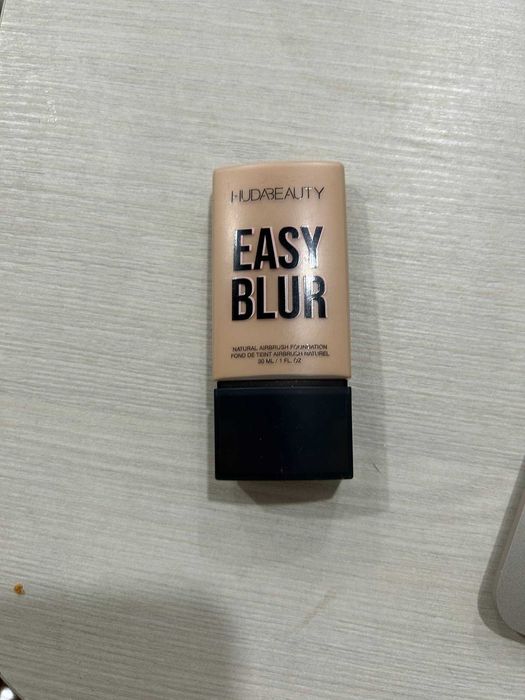 HUDABEAUTY
EASY
BLUR
NATURAL AIRBRUSH FOUNDATION
FOND DE TEINT AIRBRUSH NATUREL
30 ML / 1 FL. OZ